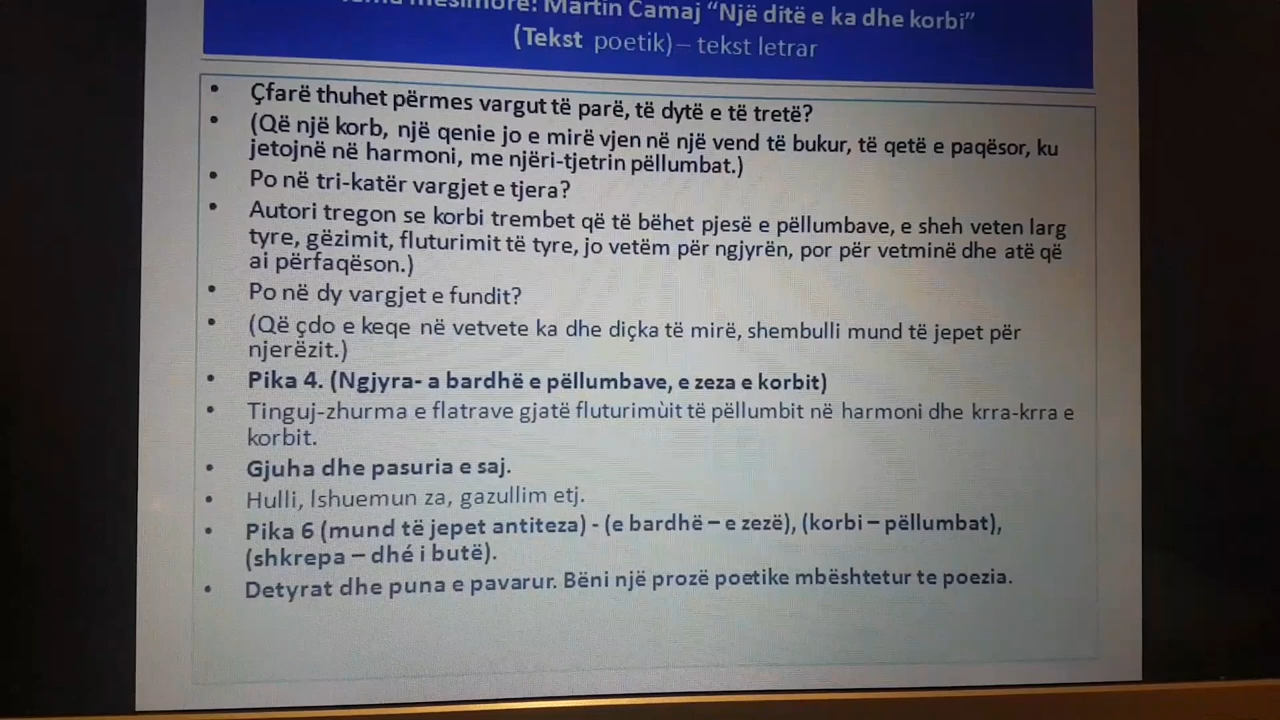 mësimore: Martin Camaj “Një ditë e ka dhe korbi”
(Tekst poetik) – tekst letrar
• Çfarë thuhet përmes vargut të parë, të dytë e të tretë?
• (Që një korb, një qenie jo e mirë vjen në një vend të bukur, të qetë e paqësor, ku
jetojnë në harmoni, me njëri-tjetrin pëllumbat.)
• Po në tri-katër vargjet e tjera?
• Autori tregon se korbi trembet që të bëhet pjesë e pëllumbave, e sheh veten larg
tyre, gëzimit, fluturimit të tyre, jo vetëm për ngjyrën, por për vetminë dhe atë që
ai përfaqëson.)
• Po në dy vargjet e fundit?
• (Që çdo e keqe në vetvete ka dhe diçka të mirë, shembulli mund të jepet për
njerëzit.)
• Pika 4. (Ngjyra- a bardhë e pëllumbave, e zeza e korbit)
• Tinguj-zhurma e flatrave gjatë fluturimùit të pëllumbit në harmoni dhe krra-krra e
korbit.
• Gjuha dhe pasuria e saj.
• Hulli, lshuemun za, gazullim etj.
• Pika 6 (mund të jepet antiteza) - (e bardhë – e zezë), (korbi – pëllumbat),
(shkrepa – dhé i butë).
• Detyrat dhe puna e pavarur. Bëni një prozë poetike mbështetur te poezia.